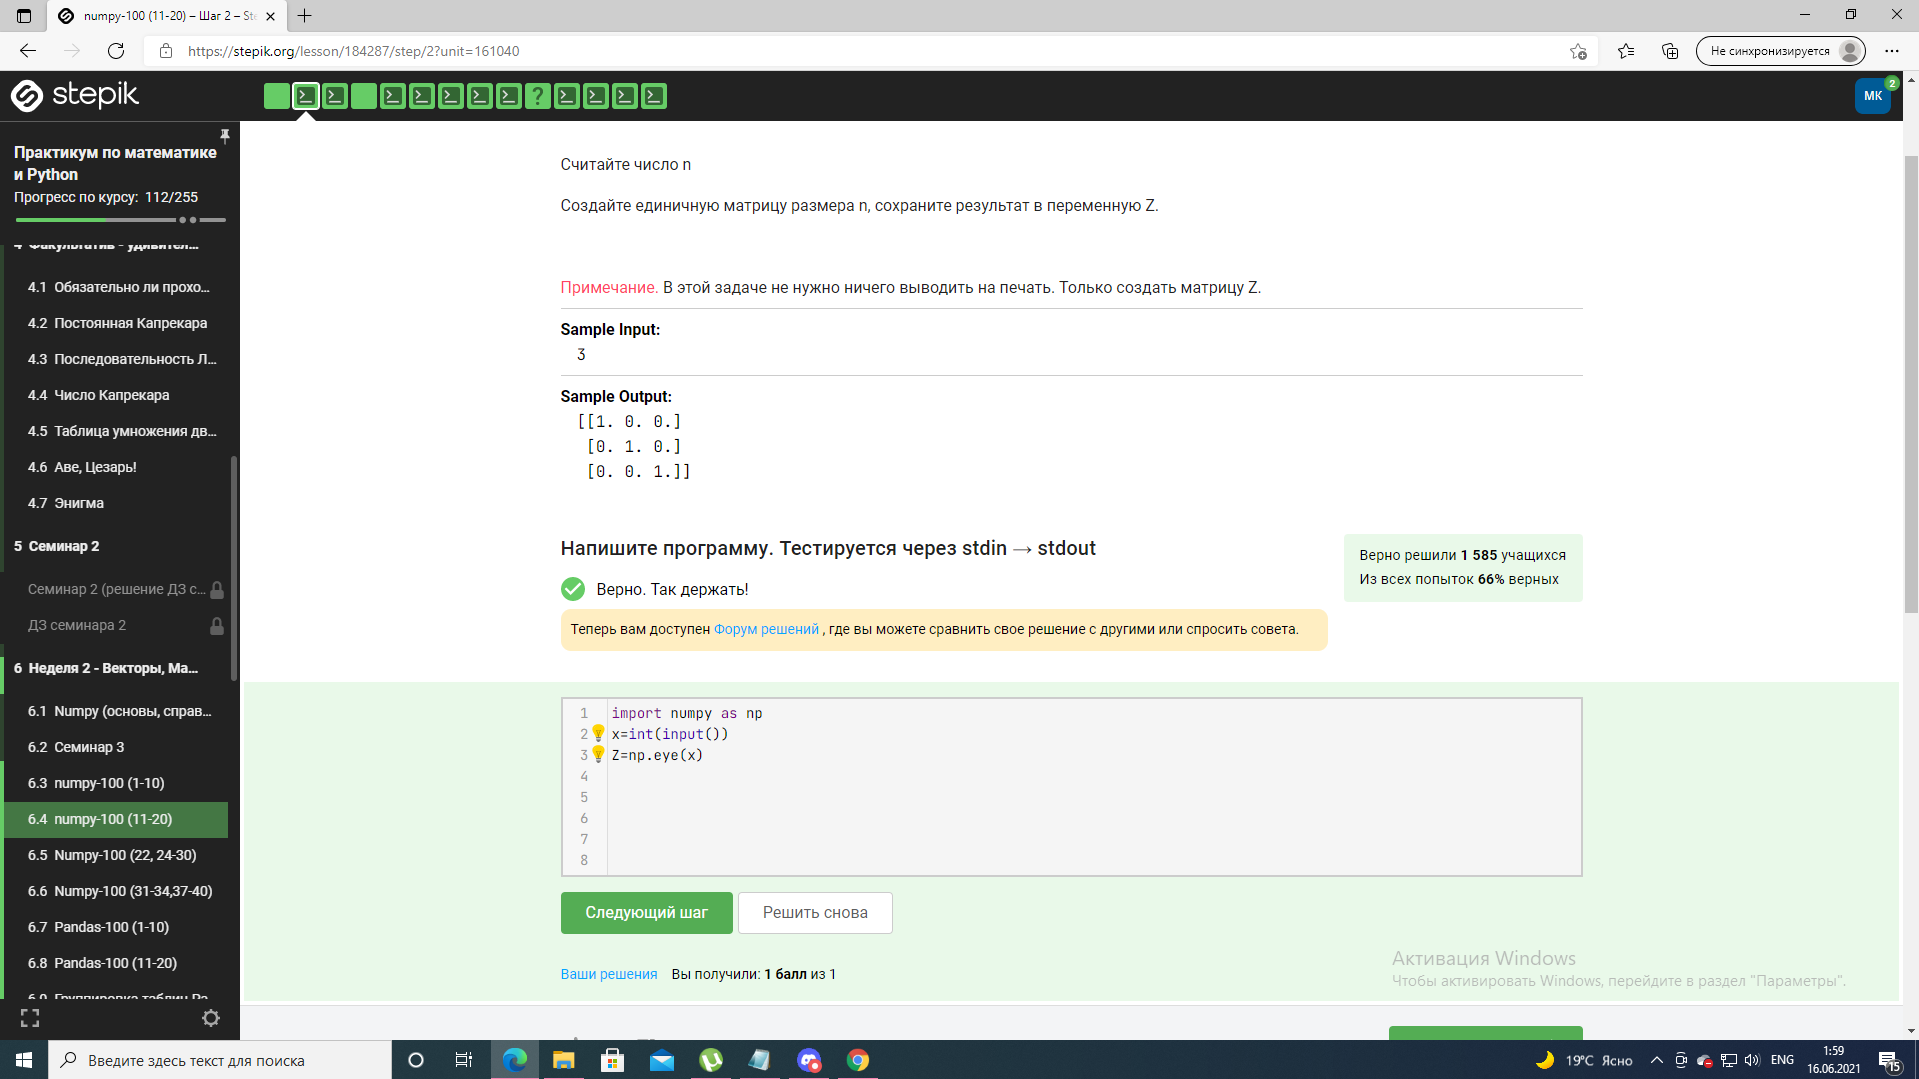 numpy-100 (11-20) – Шаг 2 – Ste
https://stepik.org/lesson/184287/step/2?unit=161040
Не синхронизируется
stepik
?
МК
2
Практикум по математике
и Python
Прогресс по курсу: 112/255
4 Факультатив - удивител...
4.1 Обязательно ли прохо...
4.2 Постоянная Капрекара
4.3 Последовательность Л...
4.4 Число Капрекара
4.5 Таблица умножения дв...
4.6 Аве, Цезарь!
4.7 Энигма
5 Семинар 2
Семинар 2 (решение ДЗ с...
ДЗ семинара 2
6 Неделя 2 - Векторы, Ма...
6.1 Numpy (основы, справ...
6.2 Семинар 3
6.3 numpy-100 (1-10)
6.4 numpy-100 (11-20)
6.5 Numpy-100 (22, 24-30)
6.6 Numpy-100 (31-34,37-40)
6.7 Pandas-100 (1-10)
6.8 Pandas-100 (11-20)
6.9 Группировка таблиц Pa...
Считайте число n
Создайте единичную матрицу размера n, сохраните результат в переменную Z.
Примечание. В этой задаче не нужно ничего выводить на печать. Только создать матрицу Z.
Sample Input:
3
Sample Output:
[[1. 0. 0.]
[0. 1. 0.]
[0. 0. 1.]]
Напишите программу. Тестируется через stdin → stdout
Верно. Так держать!
Теперь вам доступен Форум решений , где вы можете сравнить свое решение с другими или спросить совета.
Верно решили 1 585 учащихся
Из всех попыток 66% верных
1 import numpy as np
2 x=int(input())
3 Z=np.eye(x)
4
5
6
7
8
Следующий шаг
Решить снова
Ваши решения Вы получили: 1 балл из 1
Активация Windows
Чтобы активировать Windows, перейдите в раздел "Параметры".
Введите здесь текст для поиска
19°C Ясно
ENG
1:59
16.06.2021
15